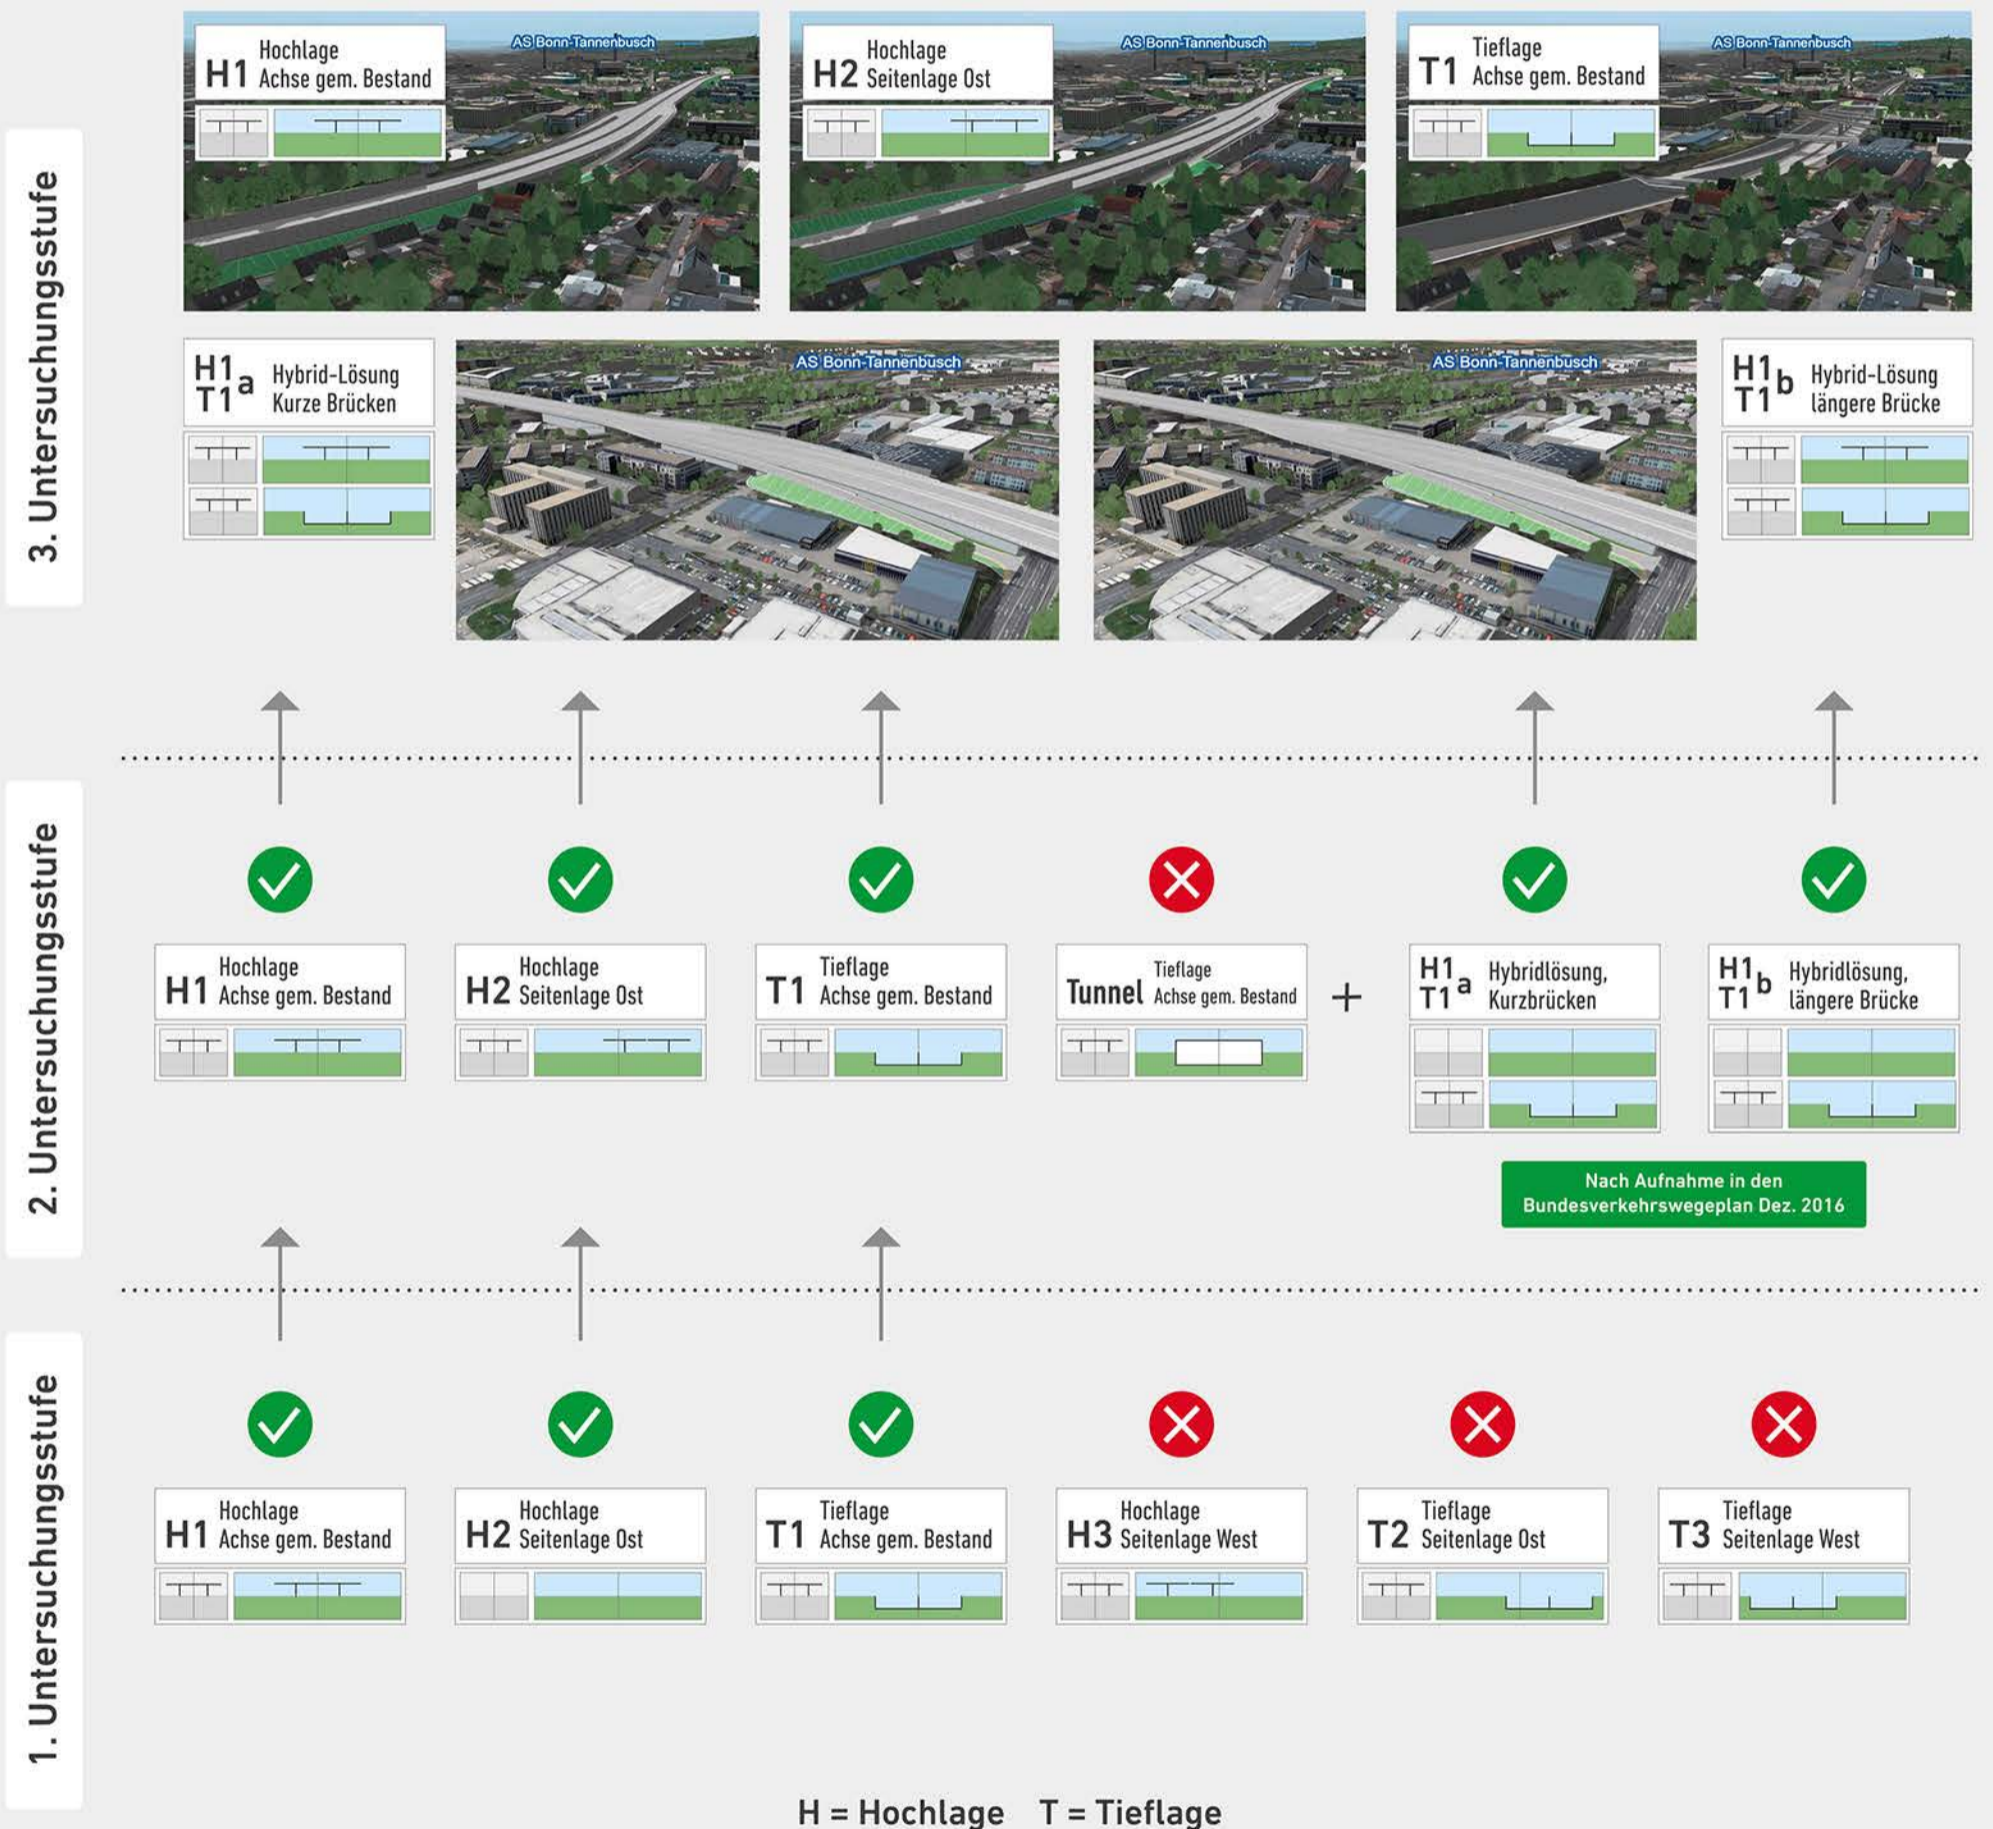 3. Untersuchungsstufe
H1 Hochlage
Achse gem. Bestand
AS Bonn-Tannenbusch
H2 Hochlage
Seitenlage Ost
AS Bonn-Tannenbusch
T1 Tieflage
Achse gem. Bestand
AS Bonn-Tannenbusch
H1
T1 a Hybrid-Lösung
Kurze Brücken
AS Bonn-Tannenbusch
AS Bonn-Tannenbusch
H1
T1 b Hybrid-Lösung
längere Brücke
2. Untersuchungsstufe
H1 Hochlage
Achse gem. Bestand
H2 Hochlage
Seitenlage Ost
T1 Tieflage
Achse gem. Bestand
Tunnel Tieflage
Achse gem. Bestand
+
H1
T1 a Hybridlösung,
Kurzbrücken
H1
T1 b Hybridlösung,
längere Brücke
Nach Aufnahme in den
Bundesverkehrswegeplan Dez. 2016
1. Untersuchungsstufe
H1 Hochlage
Achse gem. Bestand
H2 Hochlage
Seitenlage Ost
T1 Tieflage
Achse gem. Bestand
H3 Hochlage
Seitenlage West
T2 Tieflage
Seitenlage Ost
T3 Tieflage
Seitenlage West
H = Hochlage T = Tieflage